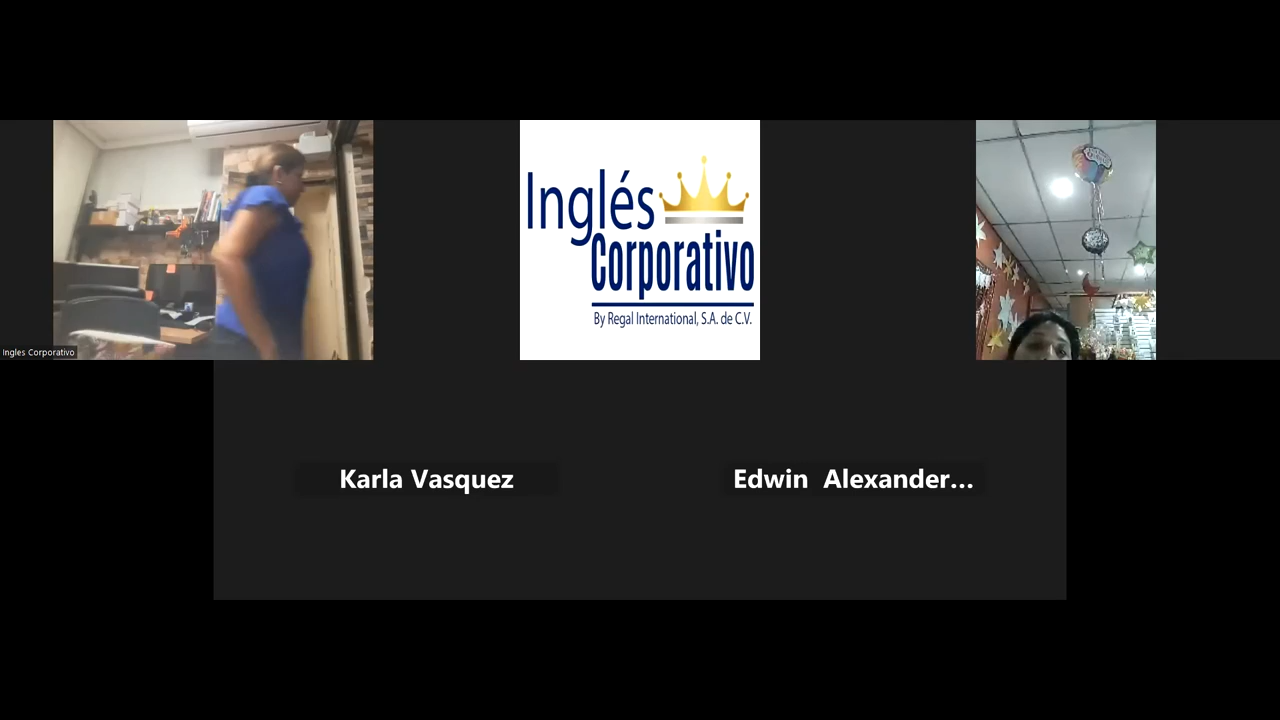 Inglés
Corporativo
By Regal International, S.A. de C.V.
Ingles Corporativo
Karla Vasquez
Edwin Alexander...